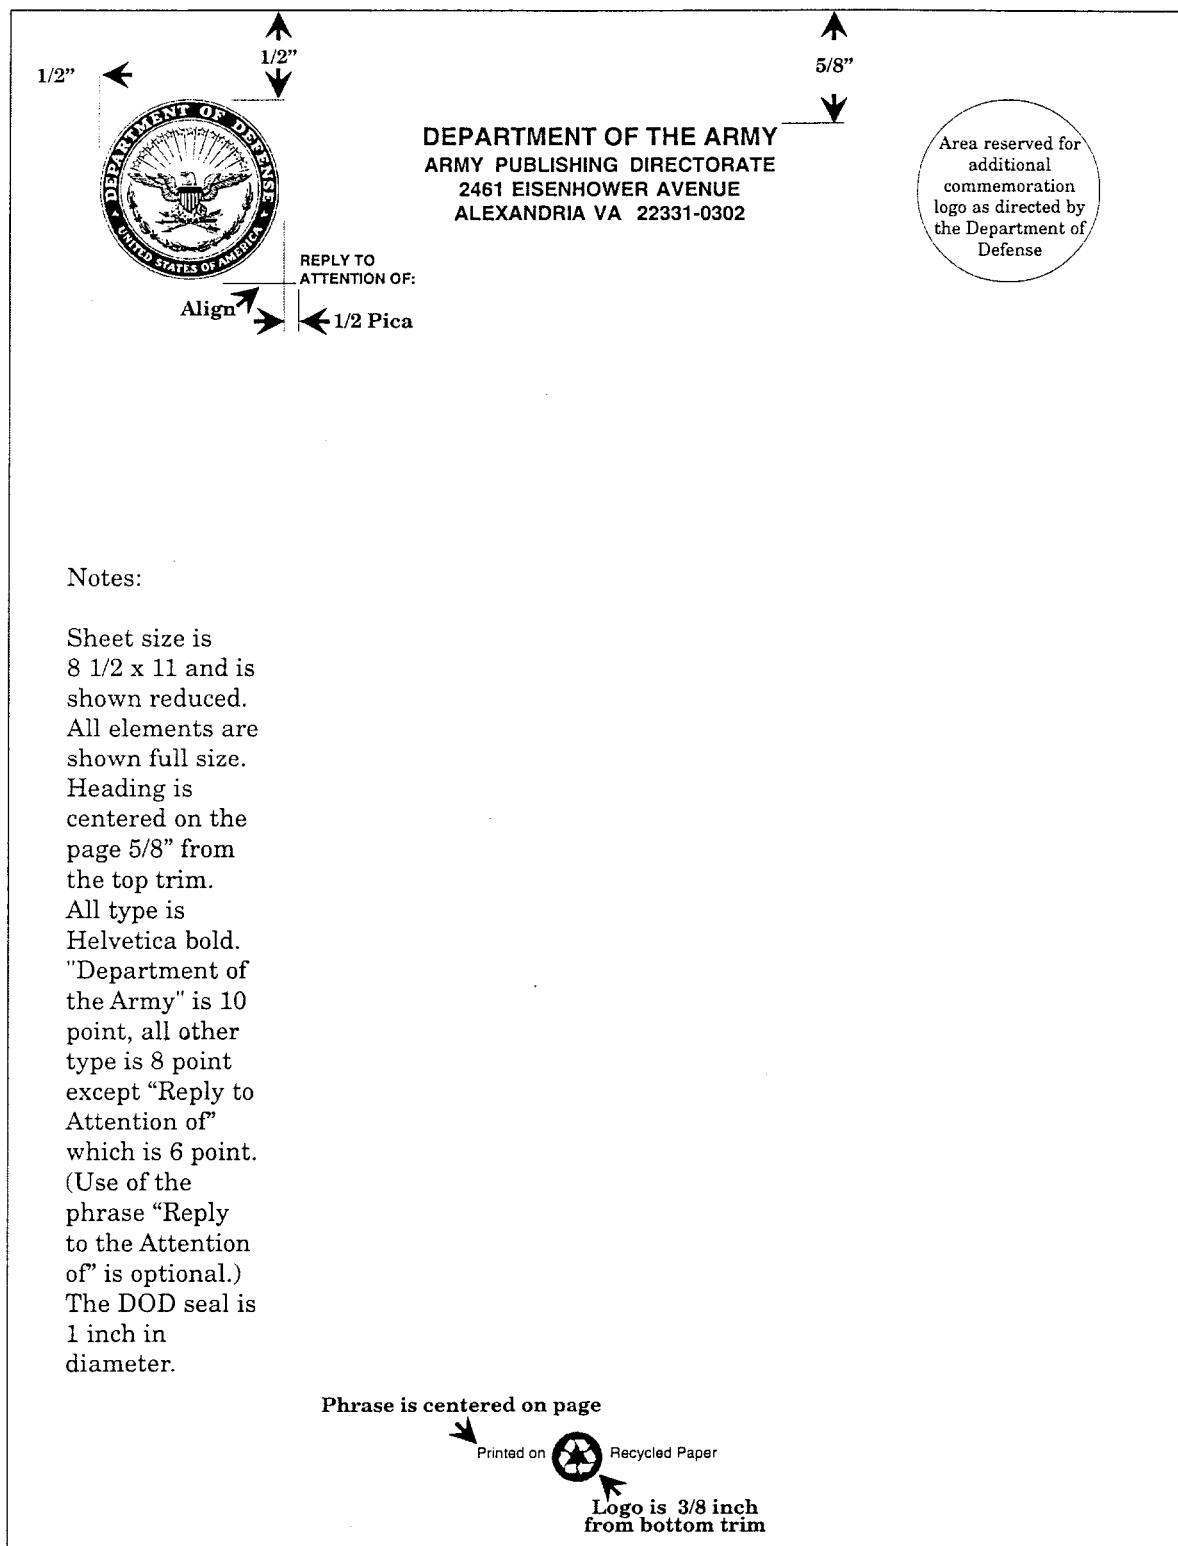 1/2”
1/2”
5/8”
DEPARTMENT OF DEFENSE
UNITED STATES OF AMERICA
DEPARTMENT OF THE ARMY
ARMY PUBLISHING DIRECTORATE
2461 EISENHOWER AVENUE
ALEXANDRIA VA 22331-0302
Area reserved for
additional
commemoration
logo as directed by
the Department of
Defense
REPLY TO
ATTENTION OF:
Align
1/2 Pica
Notes:
Sheet size is
8 1/2 x 11 and is
shown reduced.
All elements are
shown full size.
Heading is
centered on the
page 5/8” from
the top trim.
All type is
Helvetica bold.
"Department of
the Army" is 10
point, all other
type is 8 point
except “Reply to
Attention of”
which is 6 point.
(Use of the
phrase “Reply
to the Attention
of” is optional.)
The DOD seal is
1 inch in
diameter.
Phrase is centered on page
Printed on Recycled Paper
Logo is 3/8 inch
from bottom trim